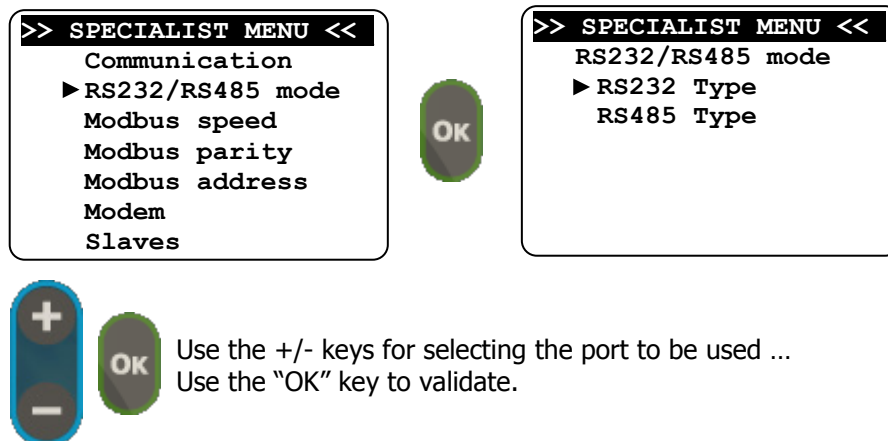 >> SPECIALIST MENU <<
Communication
►RS232/RS485 mode
Modbus speed
Modbus parity
Modbus address
Modem
Slaves
OK
>> SPECIALIST MENU <<
RS232/RS485 mode
►RS232 Type
RS485 Type
+
−
OK
Use the +/- keys for selecting the port to be used …
Use the “OK” key to validate.